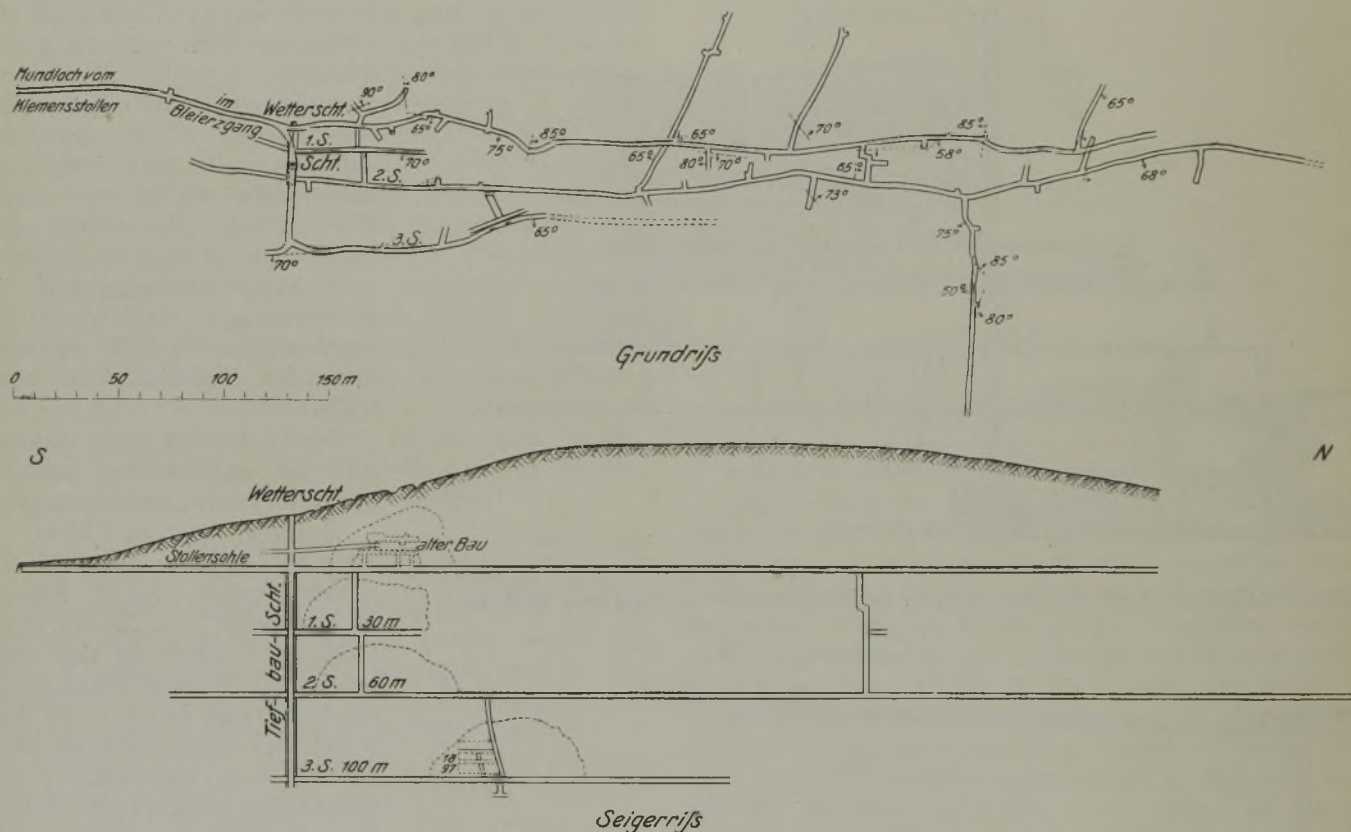 Mundloch vom
Klemensstollen
im
Bleierzgang
Wetterscht.
90°
80°
65°
1.S.
Scht.
70°
2.S.
75°
85°
65°
65°
80°
70°
70°
65°
58°
85°
65°
68°
73°
3.S.
65°
70°
75°
85°
50°
80°
Grundriſs
0 50 100 150 m
S
N
Wetterscht.
Stollensohle
alter Bau
Tief-
bau-
Scht.
1.S. 30 m
2.S. 60 m
3.S. 100 m
18
97
Seigerriſs